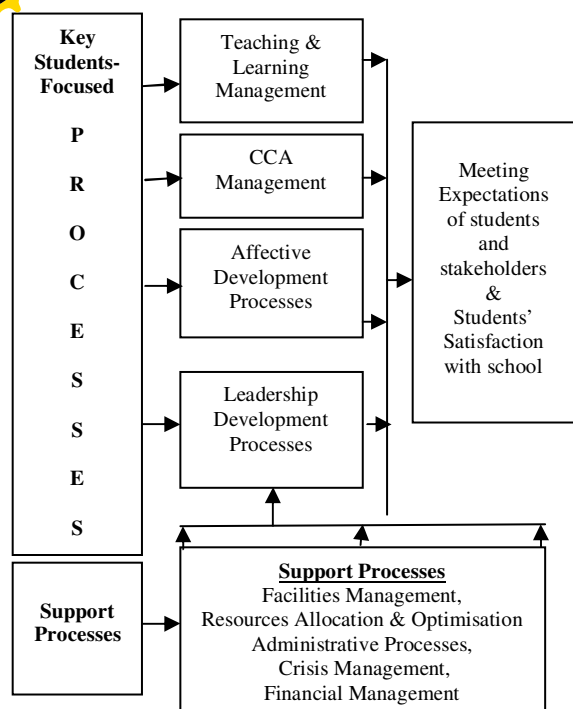 Key
Students-
Focused
P
R
O
C
E
S
S
E
S
Teaching &
Learning
Management
CCA
Management
Affective
Development
Processes
Leadership
Development
Processes
Meeting
Expectations
of students
and
stakeholders
&
Students'
Satisfaction
with school
Support
Processes
Support Processes
Facilities Management,
Resources Allocation & Optimisation
Administrative Processes,
Crisis Management,
Financial Management